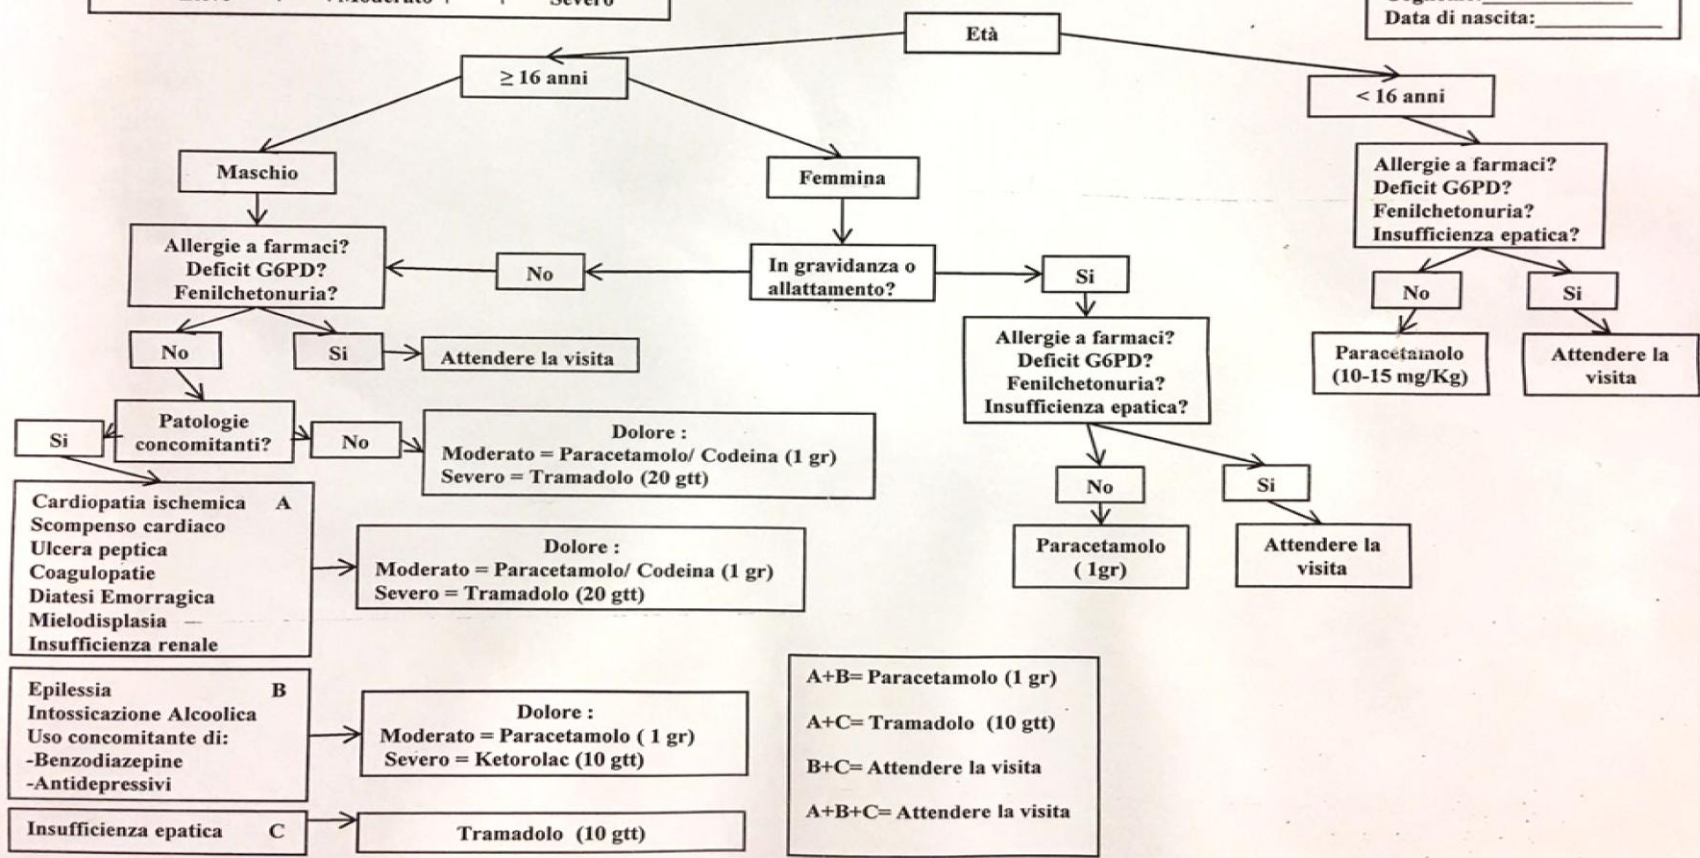 Moderato
Severo
Data di nascita:
Età
≥ 16 anni
< 16 anni
Maschio
Femmina
Allergie a farmaci?
Deficit G6PD?
Fenilchetonuria?
No
In gravidanza o
allattamento?
Si
Allergie a farmaci?
Deficit G6PD?
Fenilchetonuria?
Insufficienza epatica?
No
Si
Paracetamolo
(10-15 mg/Kg)
Attendere la
visita
No
Si
Attendere la visita
Allergie a farmaci?
Deficit G6PD?
Fenilchetonuria?
Insufficienza epatica?
Si
Patologie
concomitanti?
No
Dolore :
Moderato = Paracetamolo/ Codeina (1 gr)
Severo = Tramadolo (20 gtt)
No
Si
Paracetamolo
( 1gr)
Attendere la
visita
Cardiopatia ischemica A
Scompenso cardiaco
Ulcera peptica
Coagulopatie
Diatesi Emorragica
Mielodisplasia
Insufficienza renale
Dolore :
Moderato = Paracetamolo/ Codeina (1 gr)
Severo = Tramadolo (20 gtt)
Epilessia B
Intossicazione Alcoolica
Uso concomitante di:
-Benzodiazepine
-Antidepressivi
Dolore :
Moderato = Paracetamolo ( 1 gr)
Severo = Ketorolac (10 gtt)
Insufficienza epatica C
Tramadolo (10 gtt)
A+B= Paracetamolo (1 gr)
A+C= Tramadolo (10 gtt)
B+C= Attendere la visita
A+B+C= Attendere la visita